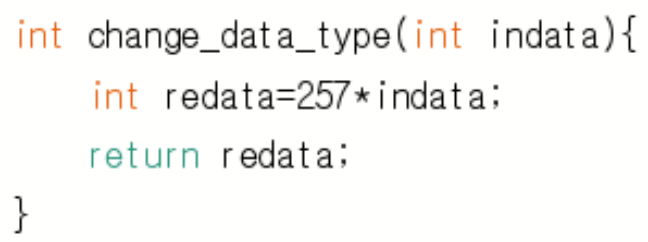 int change_data_type(int indata){
    int redata=257*indata;
    return redata;
}